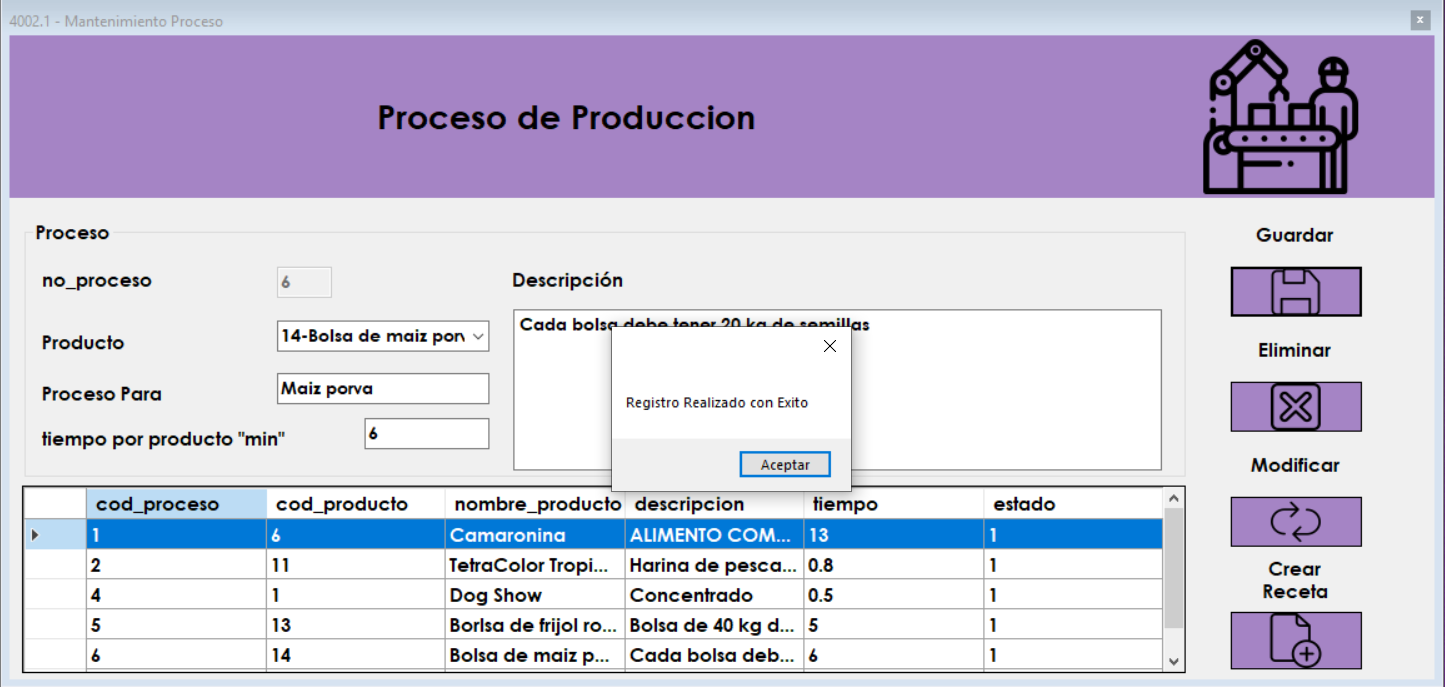 4002.1 - Mantenimiento Proceso
Proceso de Produccion
Proceso
no_proceso
6
Descripción
Producto
14-Bolsa de maiz porv
Cada bolsa debe tener 20 kg de semillas
Proceso Para
Maiz porva
tiempo por producto "min"
6
Registro Realizado con Exito
Aceptar
Guardar
Eliminar
Modificar
Crear
Receta
cod_proceso cod_producto nombre_producto descripcion tiempo estado
1 6 Camaronina ALIMENTO COM... 13 1
2 11 TetraColor Tropi... Harina de pesca... 0.8 1
4 1 Dog Show Concentrado 0.5 1
5 13 Borlsa de frijol ro... Bolsa de 40 kg d... 5 1
6 14 Bolsa de maiz p... Cada bolsa deb... 6 1